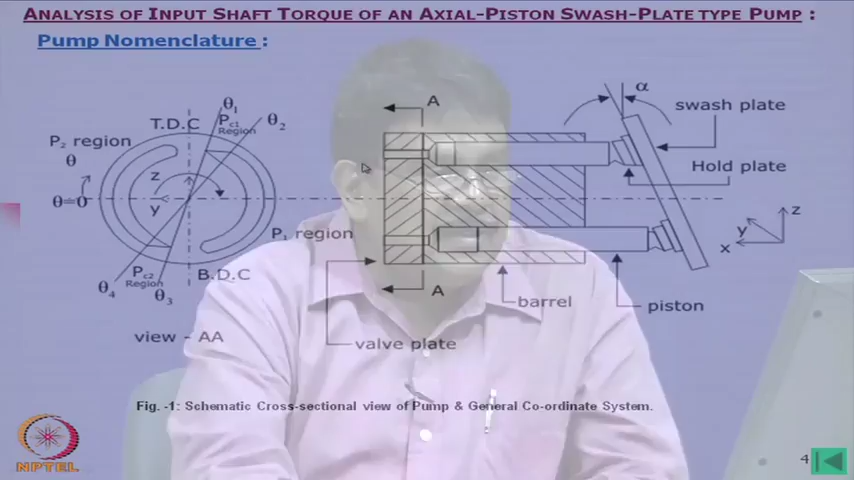 ANALYSIS OF INPUT SHAFT TORQUE OF AN AXIAL-PISTON SWASH-PLATE TYPE PUMP :
Pump Nomenclature :
T.D.C
θ1
Pc1
Region
θ2
P2 region
θ
z
θ=0
y
P1 region
Pc2
Region
B.D.C
θ4
θ3
view - AA
A
α
swash plate
Hold plate
z
y
x
A
barrel
piston
valve plate
Fig. -1: Schematic Cross-sectional view of Pump & General Co-ordinate System.
NPTEL
4